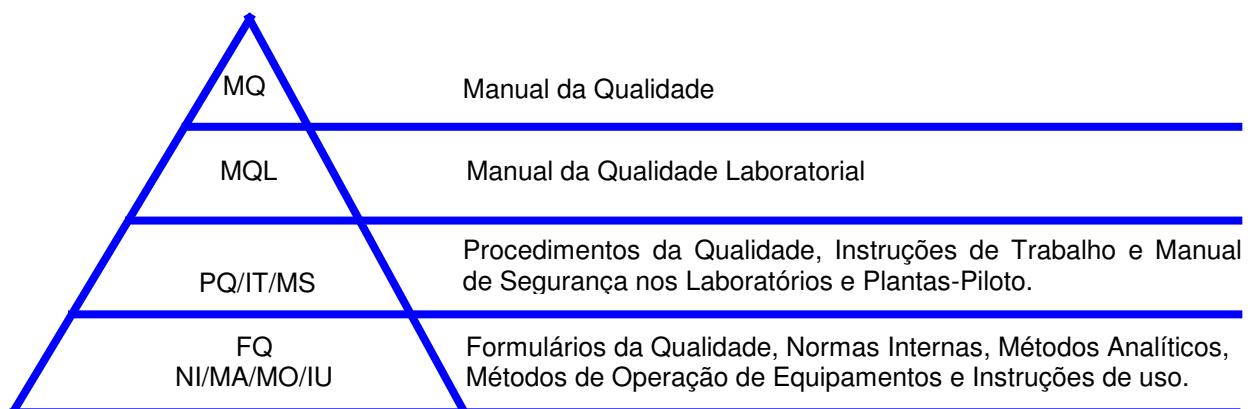 MQ
Manual da Qualidade
MQL
Manual da Qualidade Laboratorial
PQ/IT/MS
Procedimentos da Qualidade, Instruções de Trabalho e Manual
de Segurança nos Laboratórios e Plantas-Piloto.
FQ
NI/MA/MO/IU
Formulários da Qualidade, Normas Internas, Métodos Analíticos,
Métodos de Operação de Equipamentos e Instruções de uso.